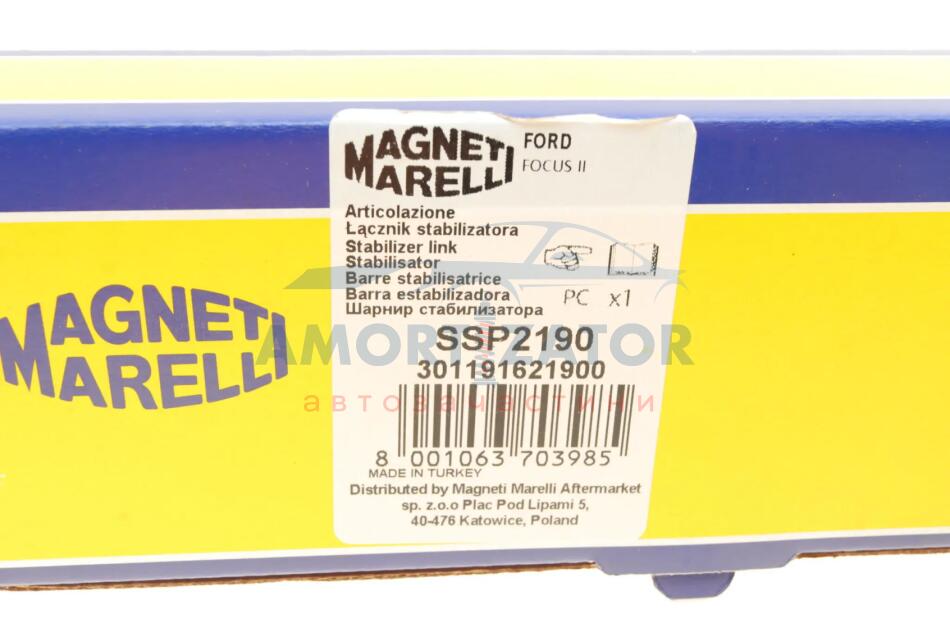 MAGNETI
MARELLI
FORD
FOCUS II
Articolazione
Łącznik stabilizatora
Stabilizer link
Stabilisator
Barre stabilisatrice
Barra estabilizadora
Шарнир стабилизатора
PC x1
SSP2190
301191621900
8 001063 703985
MADE IN TURKEY
Distributed by Magneti Marelli Aftermarket
sp. z.o.o Plac Pod Lipami 5,
40-476 Katowice, Poland
MAGNETI
MARELLI
AMORTIZATOR
автозапчастини